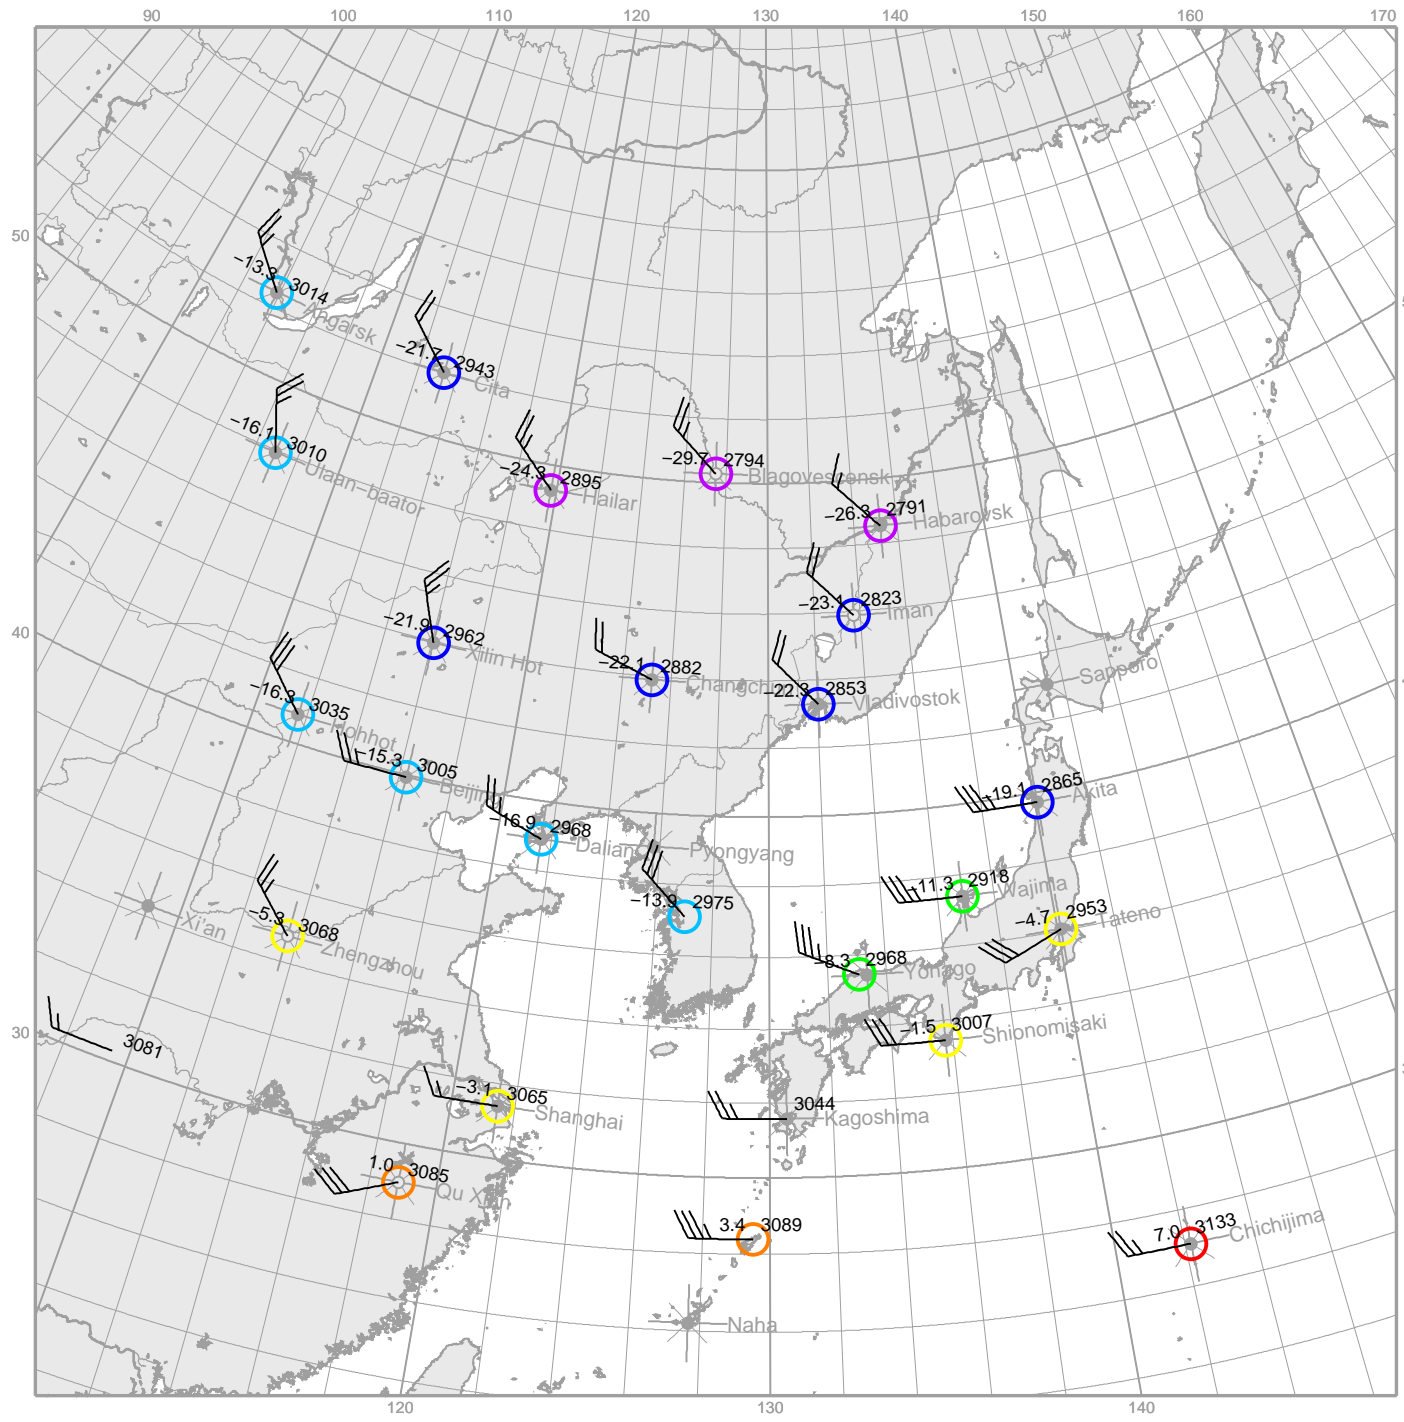 90 100 110 120 130 140 150 160 170
50
−13.3 3014
Angarsk
−21.7 2943
Cita
−16.1 3010
Ulaan−baator
−24.3 2895
Hailar
−29.7 2794
Blagovescensk
−26.3 2791
Habarovsk
−23.1 2823
Iman
40
−21.9 2962
Xilin Hot
−22.1 2882
Changch
−22.3 2853
Vladivostok
Sapporo
−16.3 3035
Hohhot
−15.3 3005
Beijin
−16.9 2968
Dalian
Pyongyang
−19.1 2865
Akita
−11.3 2918
Wajima
−13.9 2975
−4.7 2953
Tateno
Xi'an
−5.3 3068
Zhengzhou
−8.3 2968
Yonago
30
3081
−1.5 3007
Shionomisaki
−3.1 3065
Shanghai
3044
Kagoshima
1.0 3085
Qu Xian
3.4 3089
7.0 3133
Chichijima
Naha
120 130 140